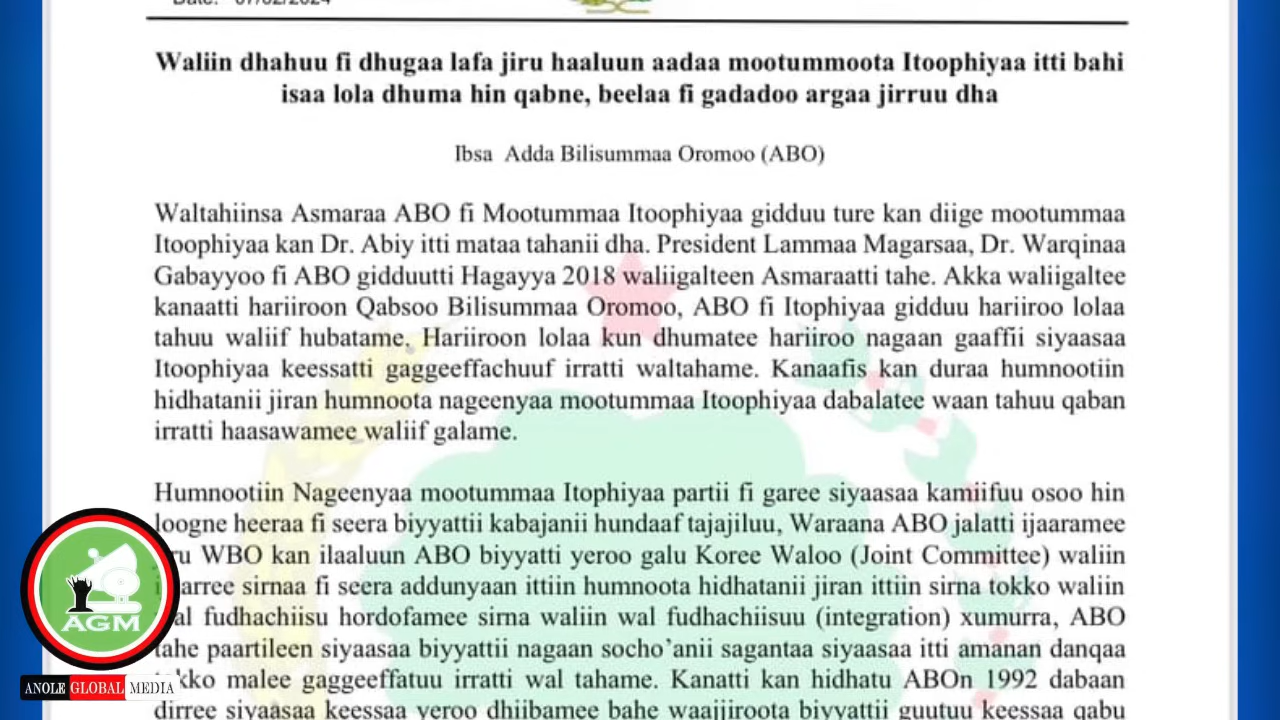 Date: 07/02/2024
Waliin dhahuu fi dhugaa lafa jiru haaluun aadaa mootummoota Itoophiyaa itti bahi
isaa lola dhuma hin qabne, beelaa fi gadadoo argaa jirruu dha
Ibsa Adda Bilisummaa Oromoo (ABO)
Waltahiinsa Asmaraa ABO fi Mootummaa Itoophiyaa gidduu ture kan diige mootummaa
Itoophiyaa kan Dr. Abiy itti mataa tahanii dha. President Lammaa Magarsaa, Dr. Warqinaa
Gabayyoo fi ABO gidduutti Hagayya 2018 waliigalteen Asmaraatti tahe. Akka waliigaltee
kanaatti hariiroon Qabsoo Bilisummaa Oromoo, ABO fi Itophiyaa gidduu hariiroo lolaa
tahuu waliif hubatame. Hariiroon lolaa kun dhumatee hariiroo nagaan gaaffii siyaasaa
Itoophiyaa keessatti gaggeeffachuuf irratti waltahame. Kanaafis kan duraa humnootiin
hidhatanii jiran humnoota nageenyaa mootummaa Itoophiyaa dabalatee waan tahuu qaban
irratti haasawamee waliif galame.
Humnootiin Nageenyaa mootummaa Itophiyaa partii fi garee siyaasaa kamiifuu osoo hin
loogne heeraa fi seera biyyattii kabajanii hundaaf tajajiluu, Waraana ABO jalatti ijaaramee
WBO kan ilaaluun ABO biyyatti yeroo galu Koree Waloo (Joint Committee) waliin
sirnaa fi seera addunyaan ittiin humnoota hidhatanii jiran ittiin sirna tokko waliin
fudhachiisu hordofamee sirna waliin wal fudhachiisuu (integration) xumurra, ABO
tahe paartileen siyaasaa biyyattii nagaan socho'anii sagantaa siyaasaa itti amanan danqaa
malee gaggeeffatuu irratti wal tahame. Kanatti kan hidhatu ABOn 1992 dabaan
dirree siyaasaa keessaa yeroo dhiibamee bahe waajjiroota biyyattii guutuu keessaa qabu
AGM
ANOLE GLOBAL MEDIA